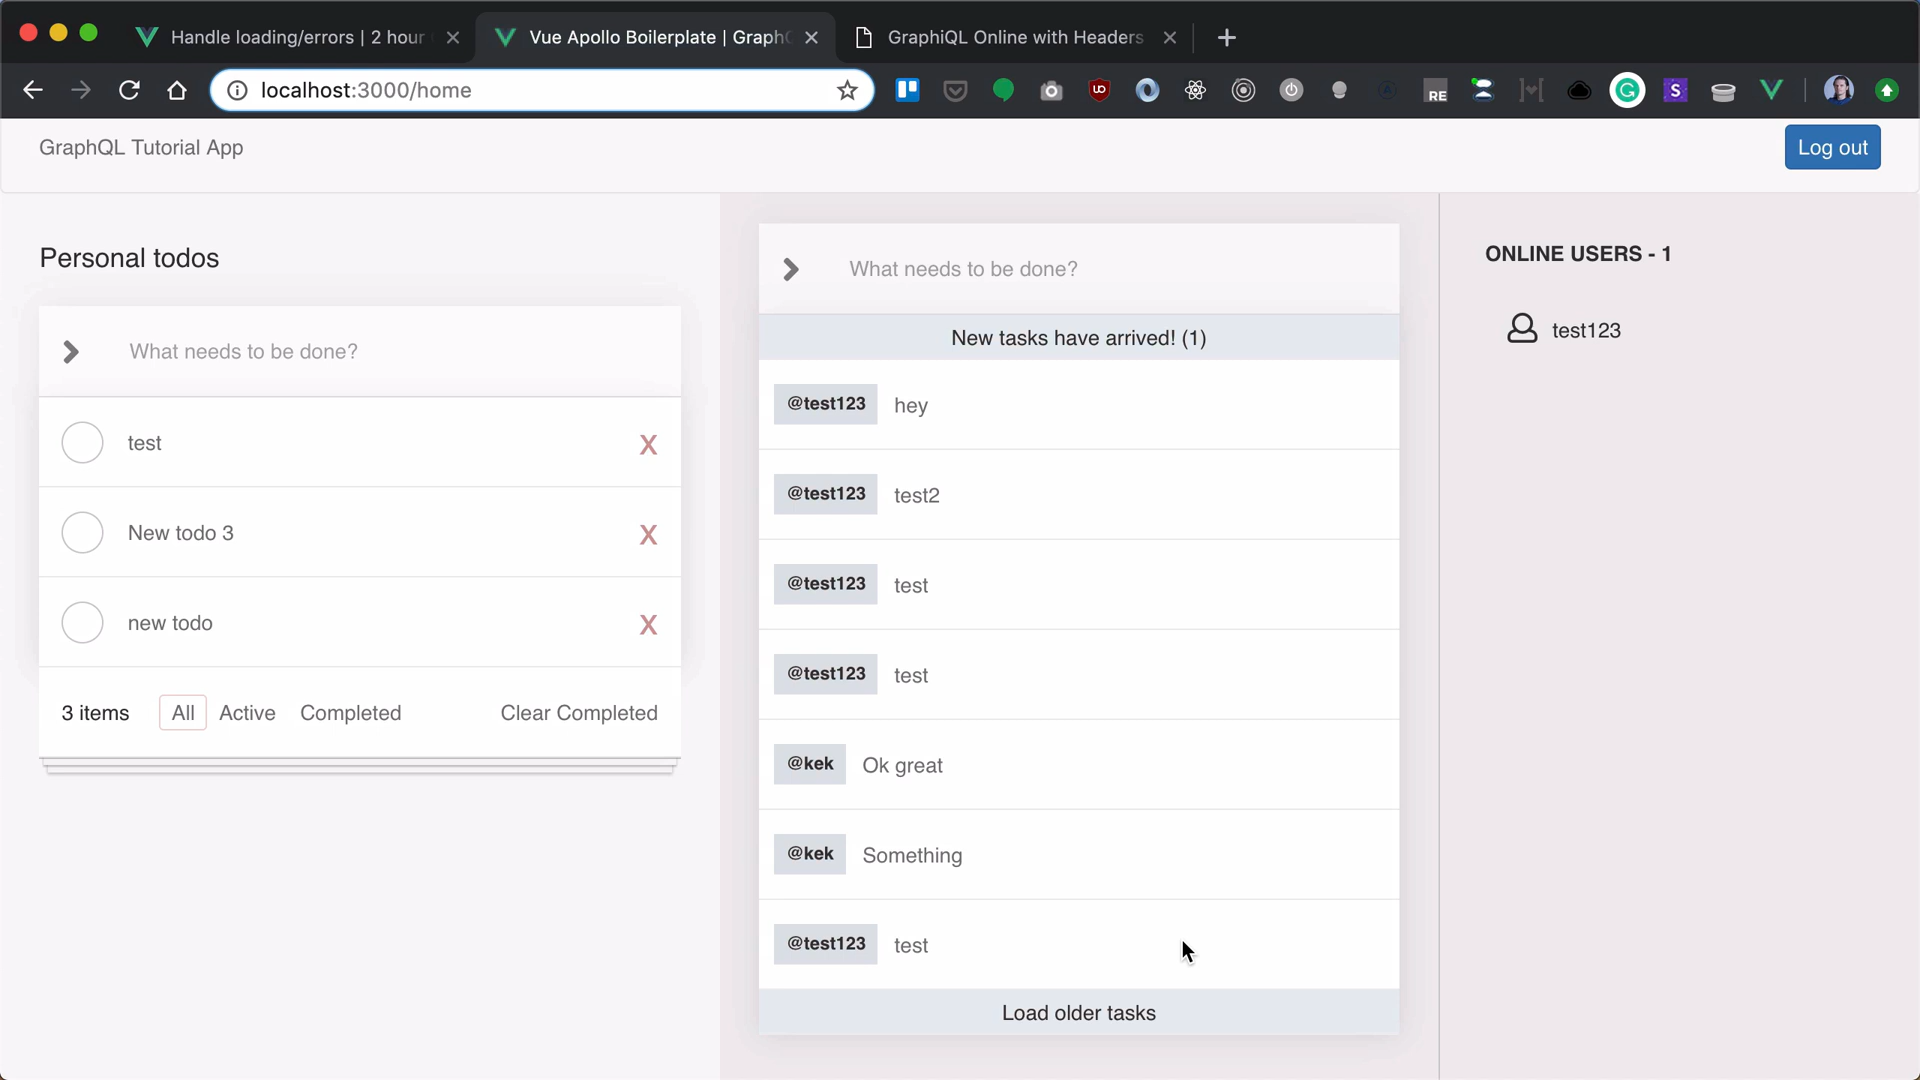 Handle loading/errors | 2 hour
Vue Apollo Boilerplate | Graph
GraphiQL Online with Headers
localhost:3000/home
UD
RE
S
GraphQL Tutorial App
Log out
Personal todos
What needs to be done?
test X
New todo 3 X
new todo X
3 items All Active Completed Clear Completed
What needs to be done?
New tasks have arrived! (1)
@test123 hey
@test123 test2
@test123 test
@test123 test
@kek Ok great
@kek Something
@test123 test
Load older tasks
ONLINE USERS - 1
test123